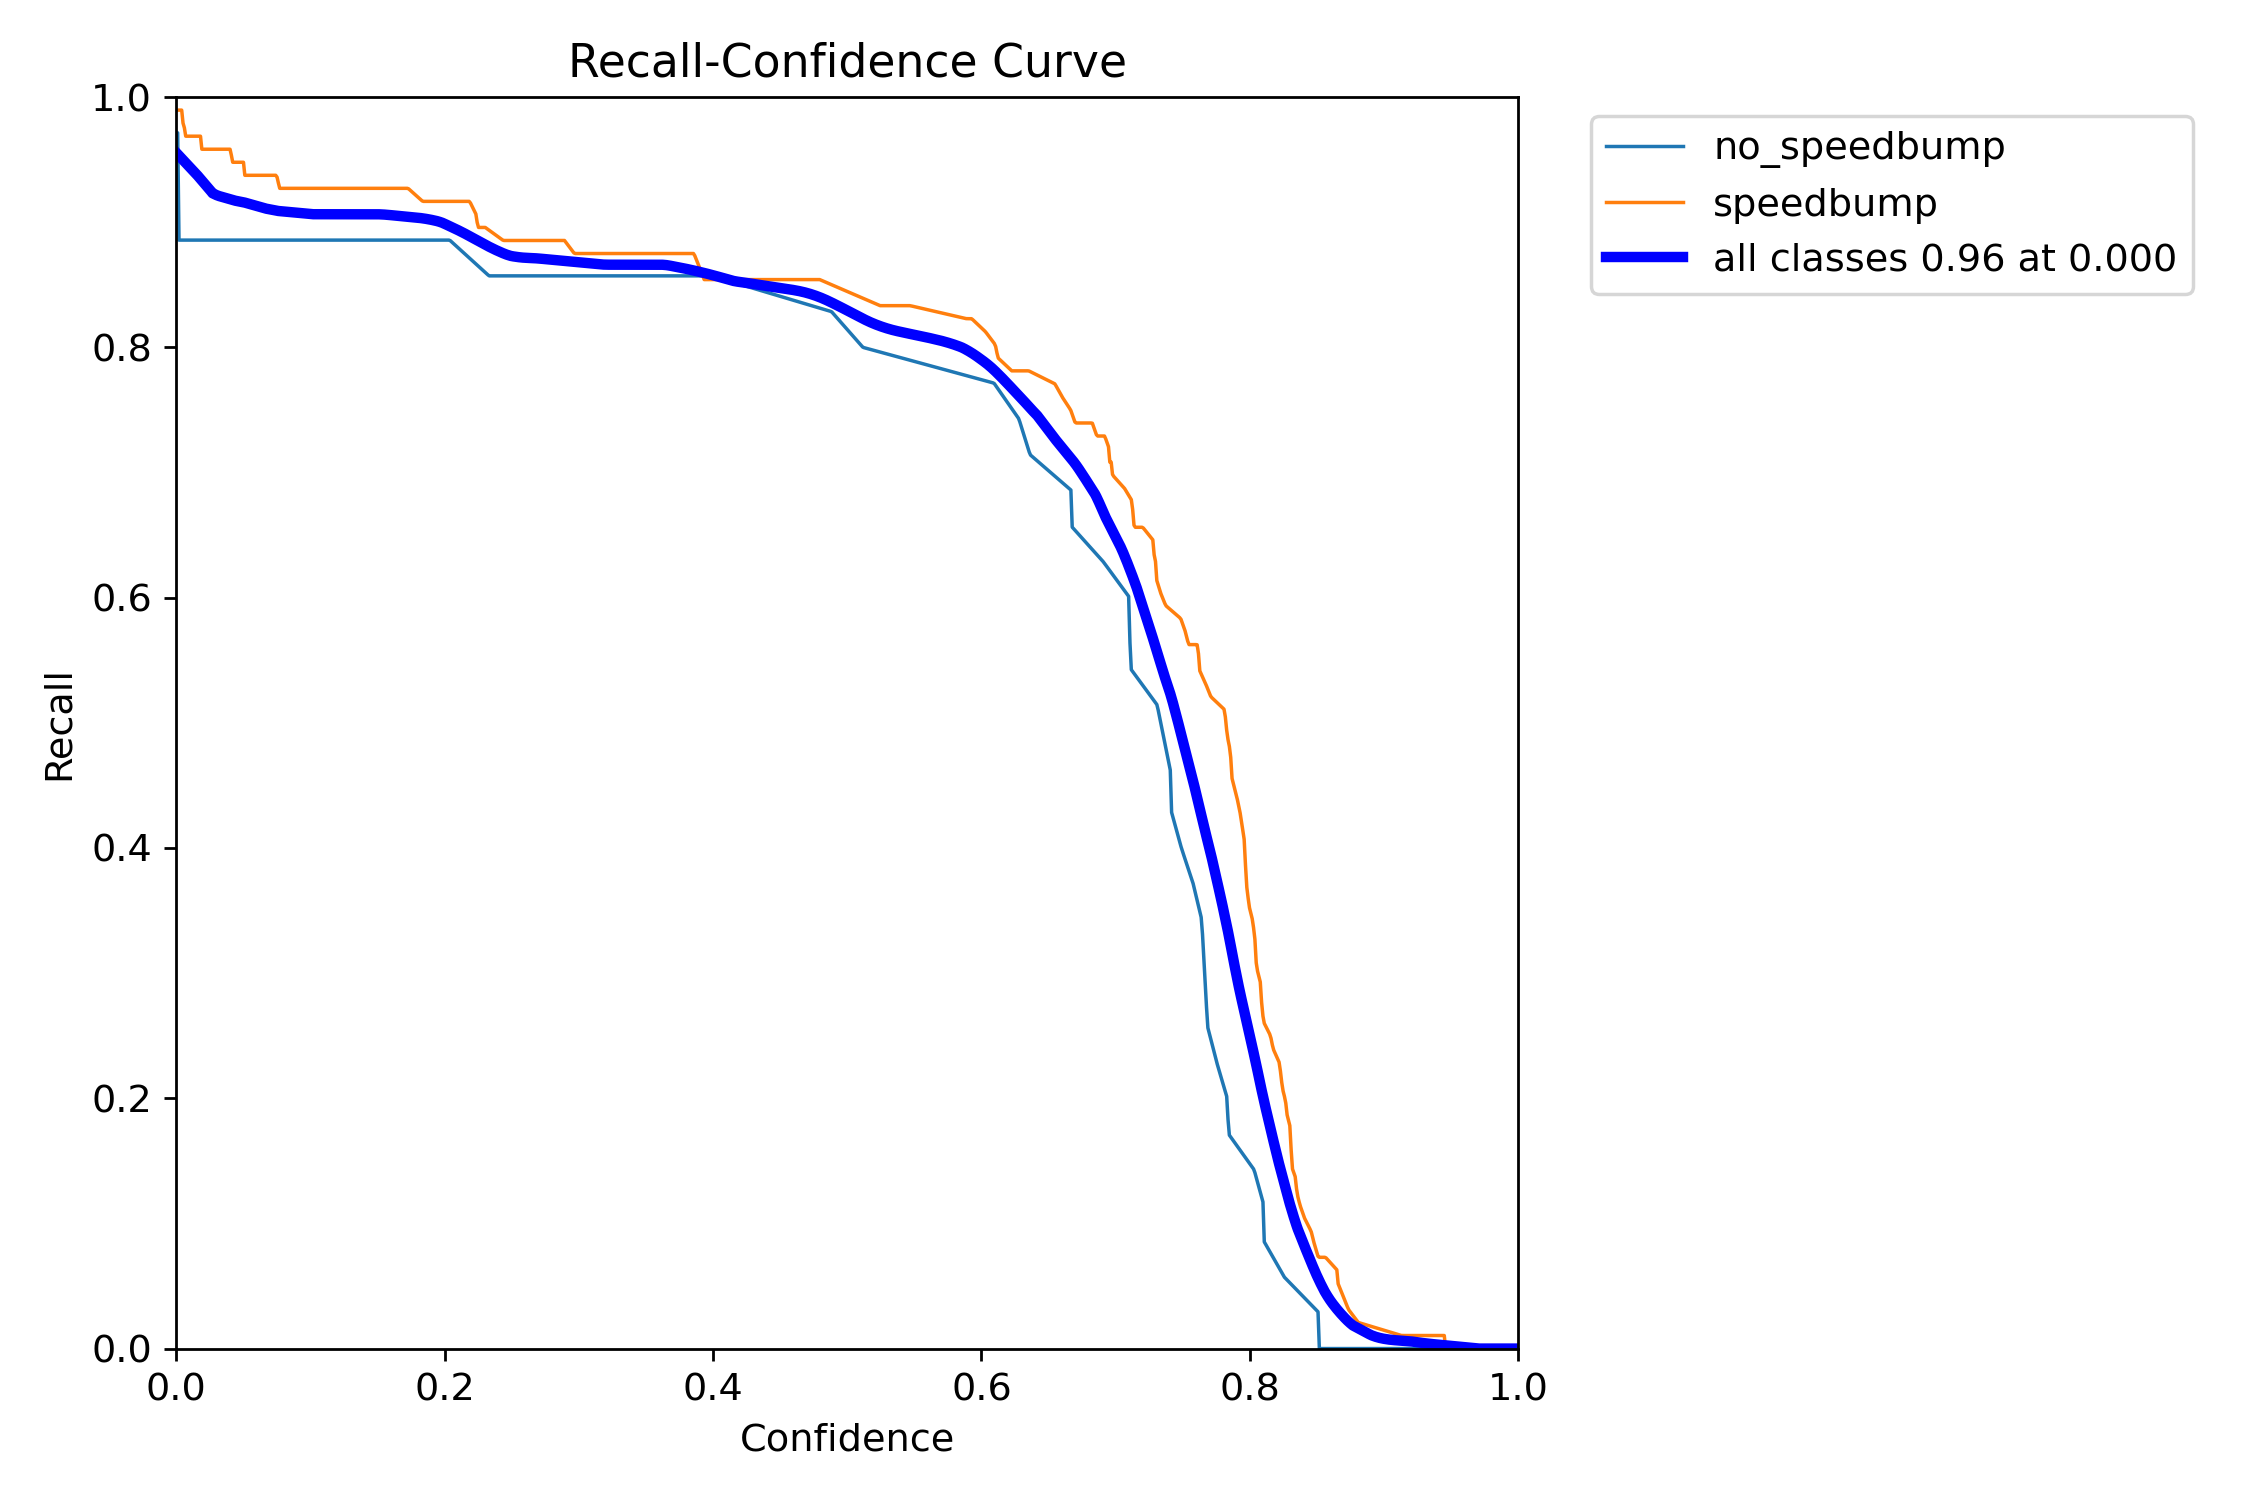 Recall-Confidence Curve
1.0
0.8
0.6
0.4
0.2
0.0
Recall
0.0 0.2 0.4 0.6 0.8 1.0
Confidence
no_speedbump
speedbump
all classes 0.96 at 0.000